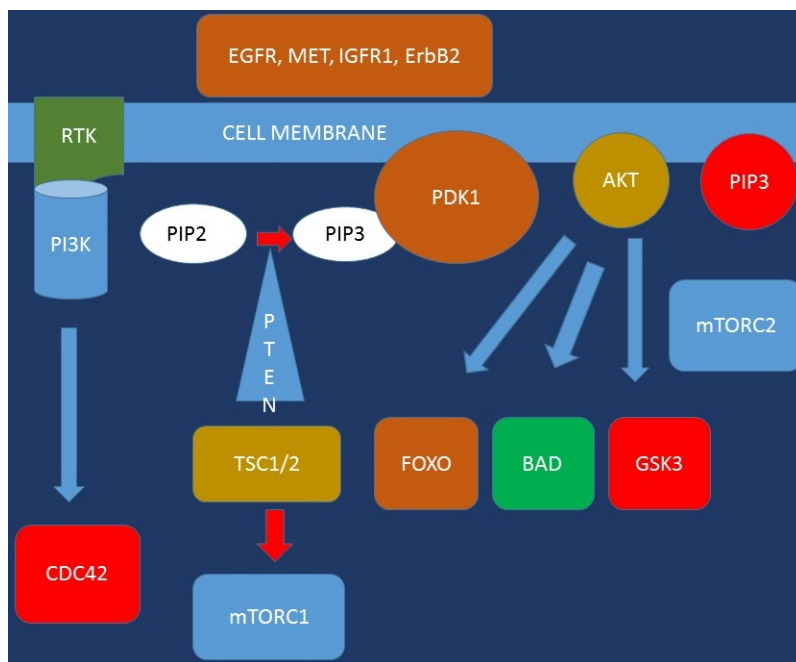 EGFR, MET, IGFR1, ErbB2
RTK
CELL MEMBRANE
PI3K
PIP2
PIP3
PDK1
AKT
PIP3
mTORC2
P
T
E
N
TSC1/2
FOXO
BAD
GSK3
CDC42
mTORC1